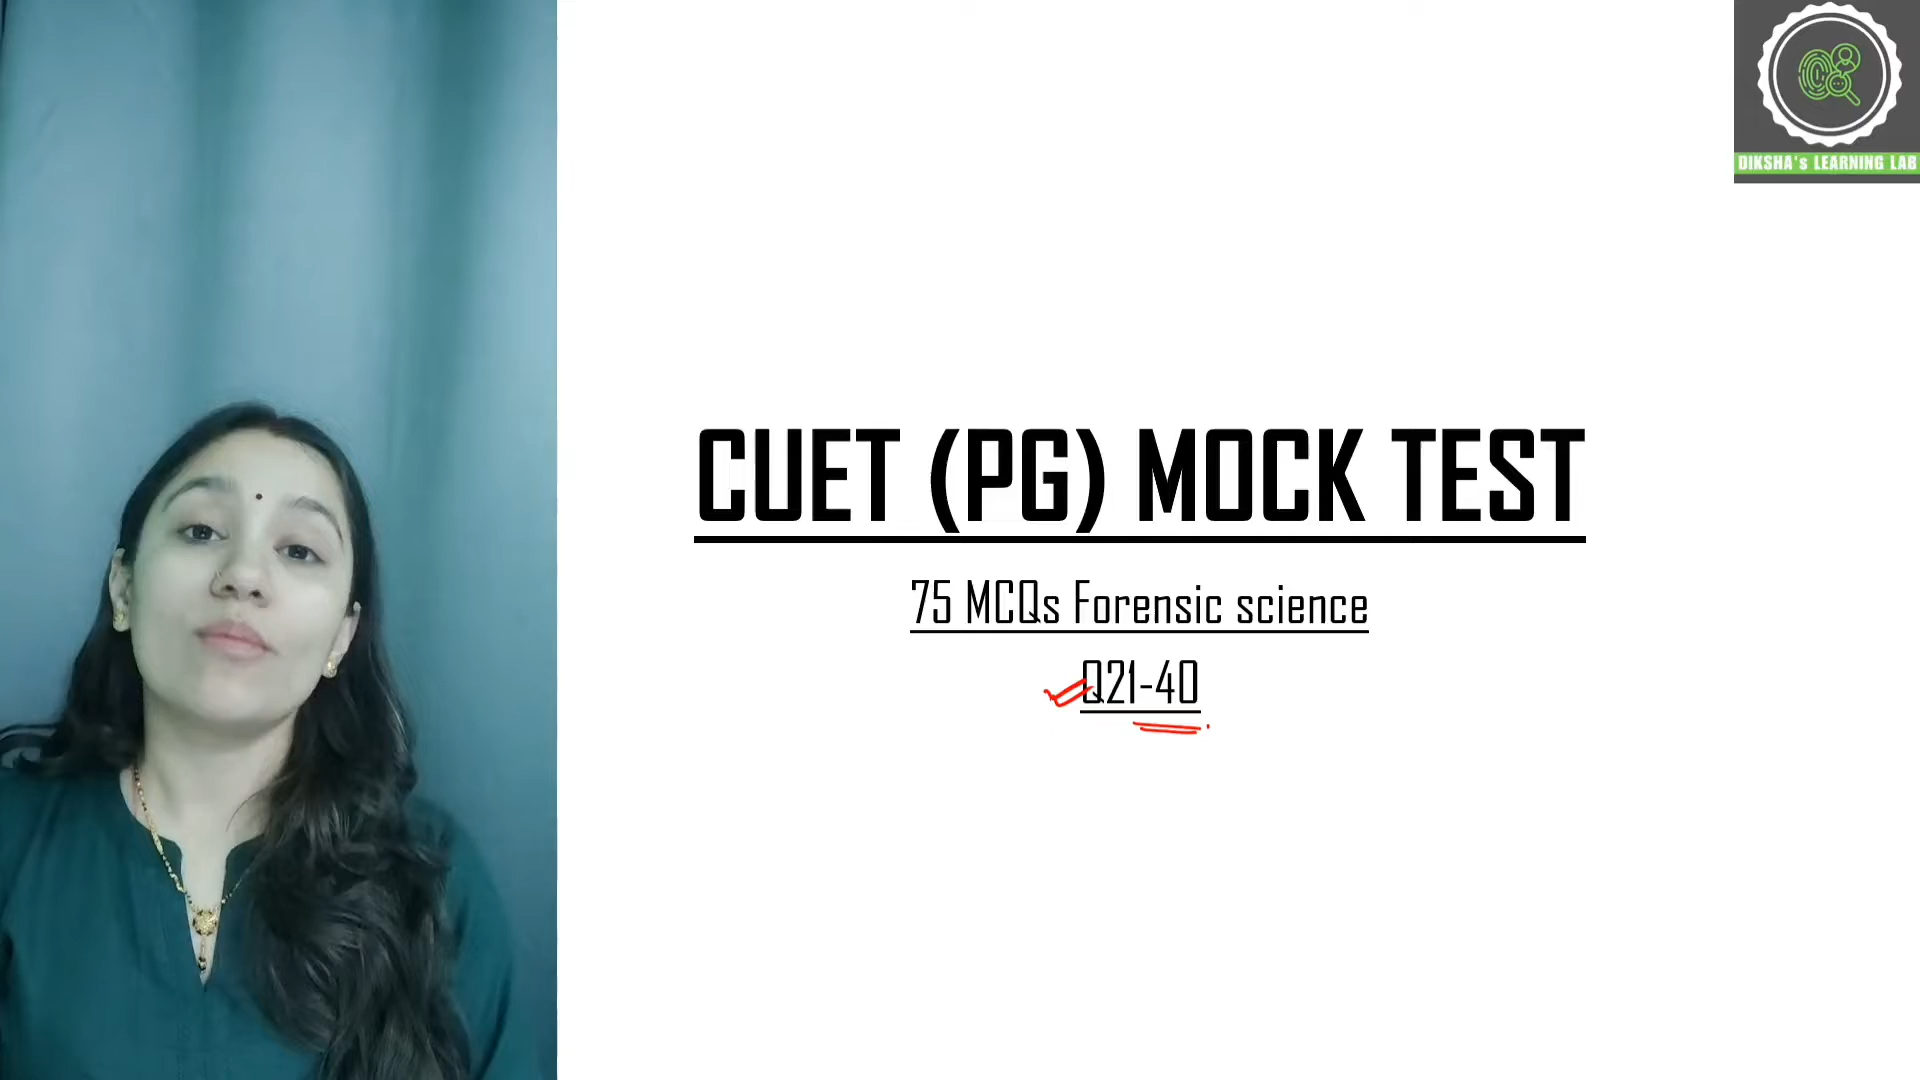 DIKSHA's LEARNING LAB
CUET (PG) MOCK TEST
75 MCQs Forensic science
Q21-40